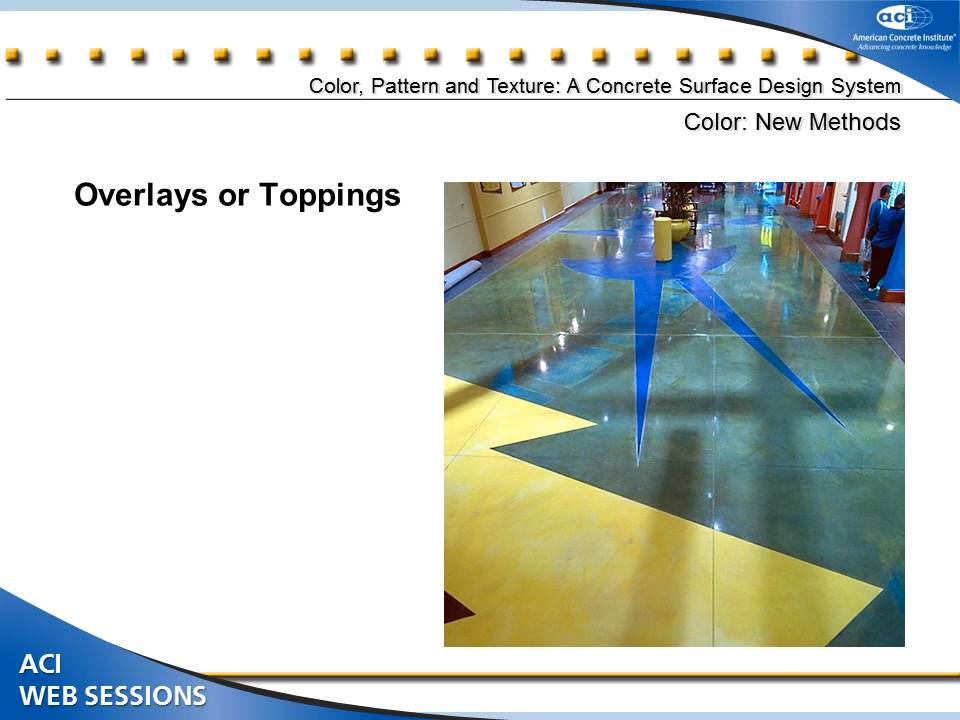 aci
American Concrete Institute®
Advancing concrete knowledge
Color, Pattern and Texture: A Concrete Surface Design System
Color: New Methods
Overlays or Toppings
ACI
WEB SESSIONS